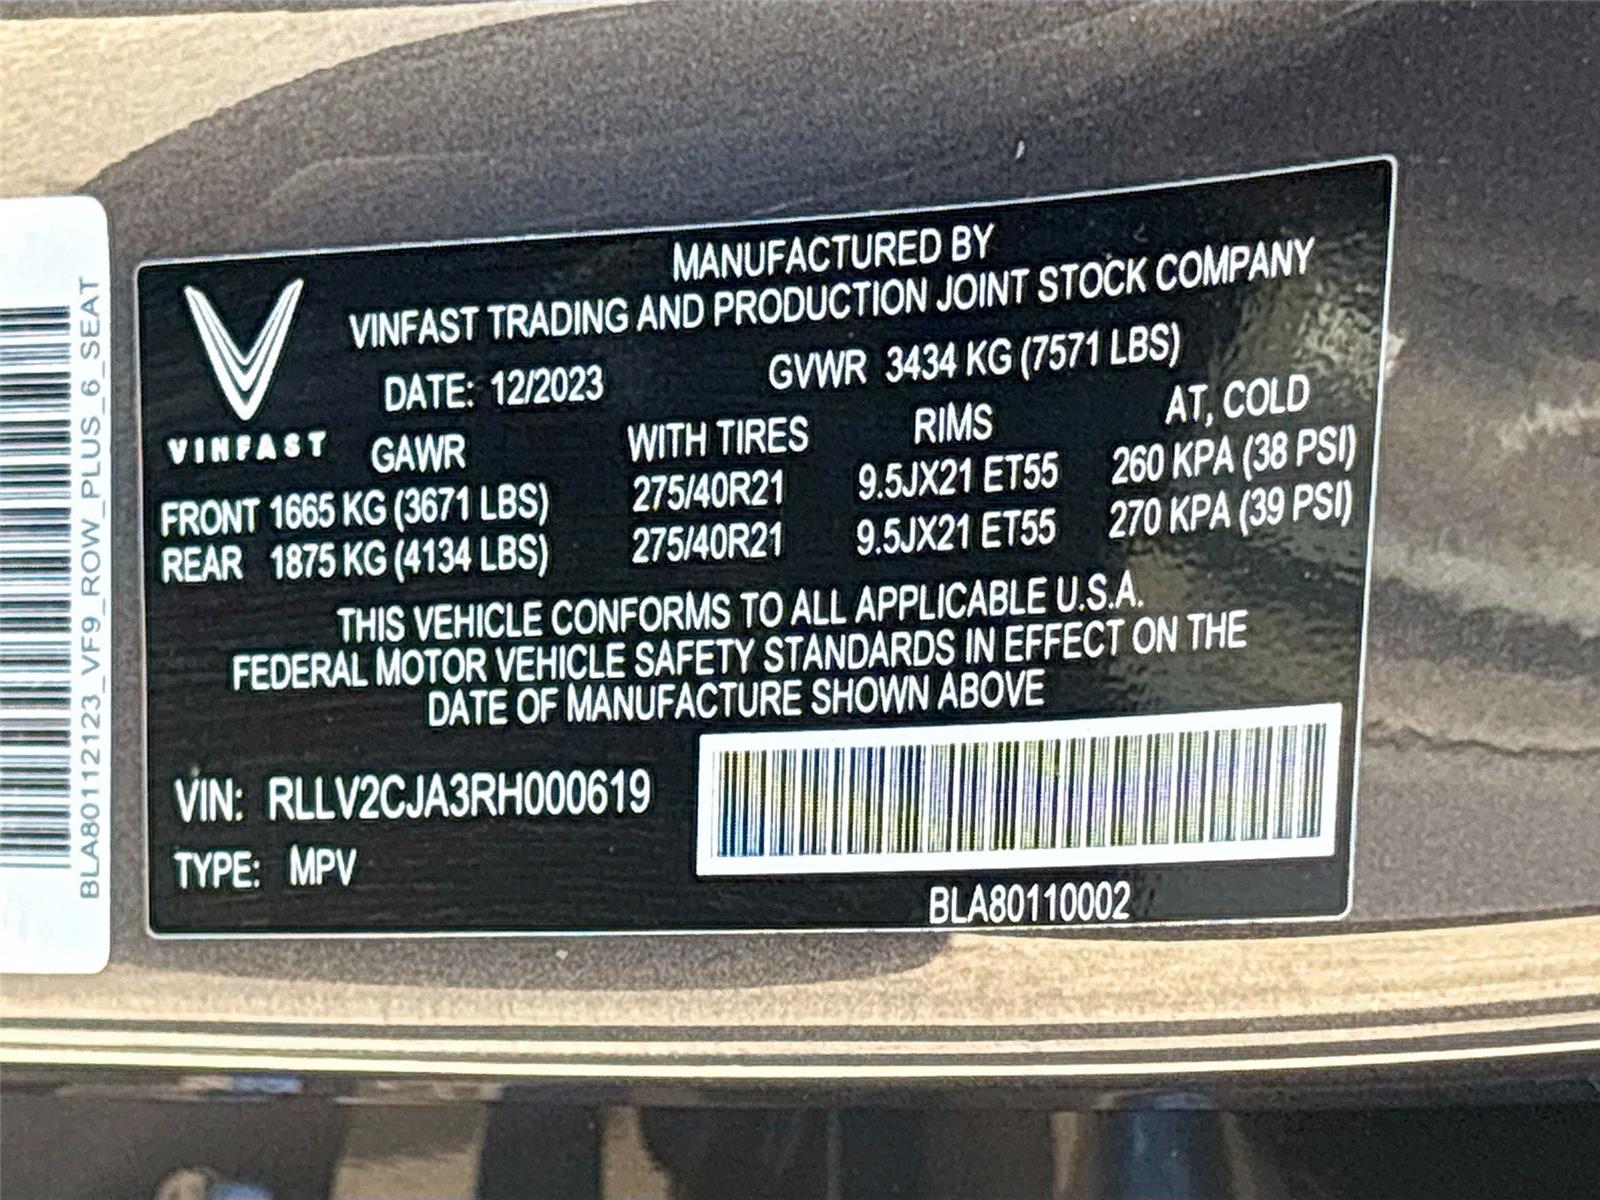 BLA80112123_VF9_ROW_PLUS_6_SEAT
MANUFACTURED BY
VINFAST TRADING AND PRODUCTION JOINT STOCK COMPANY
DATE: 12/2023 GVWR 3434 KG (7571 LBS)
VINFAST
GAWR WITH TIRES RIMS AT, COLD
FRONT 1665 KG (3671 LBS) 275/40R21 9.5JX21 ET55 260 KPA (38 PSI)
REAR 1875 KG (4134 LBS) 275/40R21 9.5JX21 ET55 270 KPA (39 PSI)
THIS VEHICLE CONFORMS TO ALL APPLICABLE U.S.A.
FEDERAL MOTOR VEHICLE SAFETY STANDARDS IN EFFECT ON THE
DATE OF MANUFACTURE SHOWN ABOVE
VIN: RLLV2CJA3RH000619
TYPE: MPV
BLA80110002